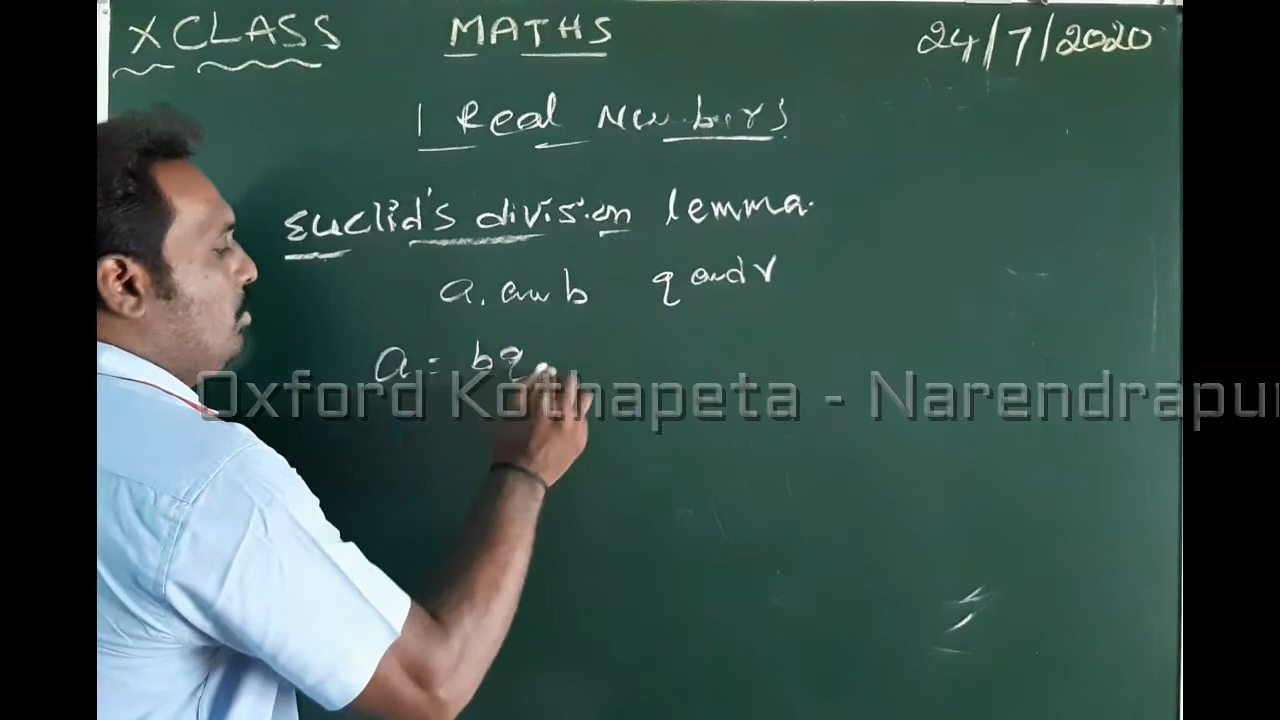 X CLASS MATHS 24/7/2020
1 Real Numbers
Euclid's division lemma.
a, and b q and r
a = bq
Oxford Kothapeta - Narendrapur